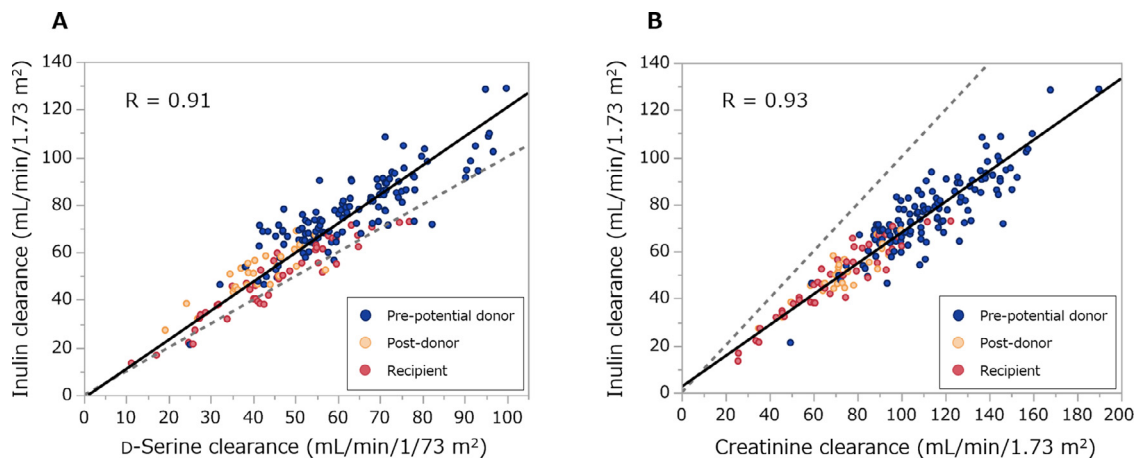 A
Inulin clearance (mL/min/1.73 m²)
140
120
100
80
60
40
20
0
R = 0.91
Pre-potential donor
Post-donor
Recipient
0 10 20 30 40 50 60 70 80 90 100
D-Serine clearance (mL/min/1/73 m²)
B
Inulin clearance (mL/min/1.73 m²)
140
120
100
80
60
40
20
0
R = 0.93
Pre-potential donor
Post-donor
Recipient
0 20 40 60 80 100 120 140 160 180 200
Creatinine clearance (mL/min/1.73 m²)